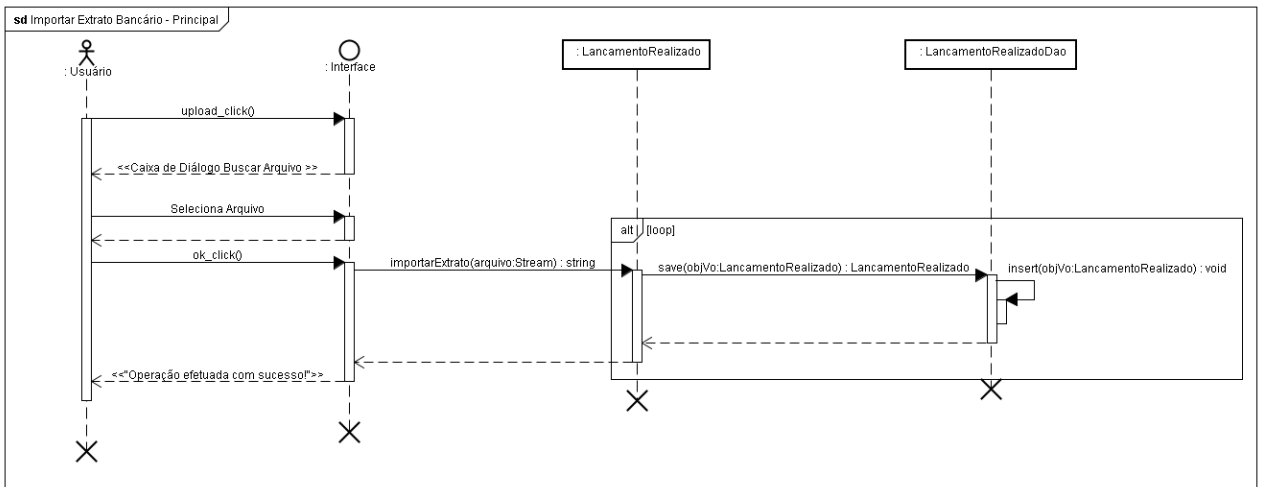 sd Importar Extrato Bancário - Principal
: Usuário
: Interface
: LancamentoRealizado
: LancamentoRealizadoDao
upload_click()
<<Caixa de Diálogo Buscar Arquivo >>
Seleciona Arquivo
alt [loop]
ok_click()
importarExtrato(arquivo:Stream) : string
save(objVo:LancamentoRealizado) : LancamentoRealizado
insert(objVo:LancamentoRealizado) : void
<<"Operação efetuada com sucesso!">>